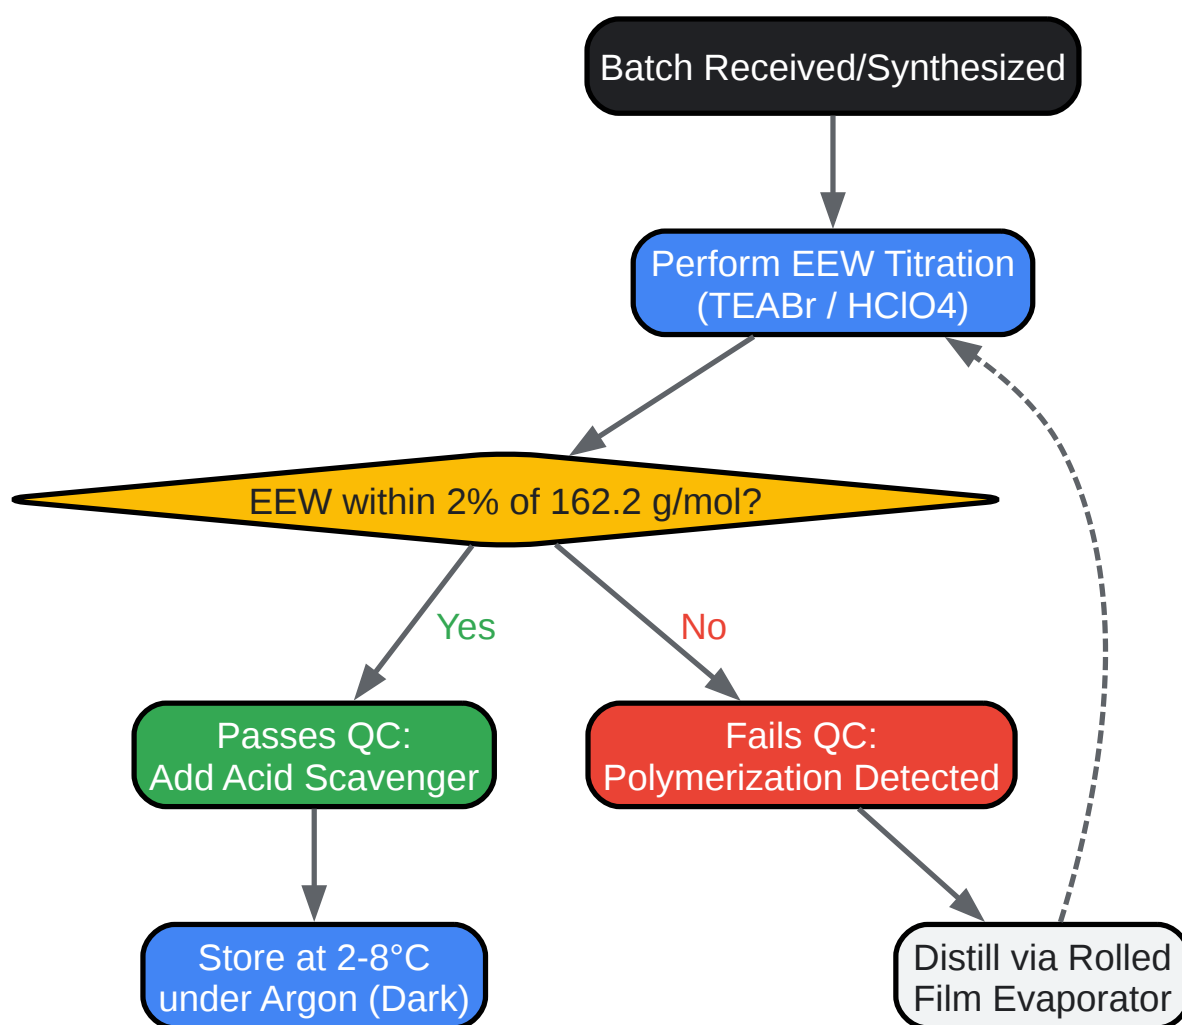 Batch Received/Synthesized
Perform EEW Titration
(TEABr / HClO4)
EEW within 2% of 162.2 g/mol?
Yes
No
Passes QC:
Add Acid Scavenger
Fails QC:
Polymerization Detected
Store at 2-8°C
under Argon (Dark)
Distill via Rolled
Film Evaporator